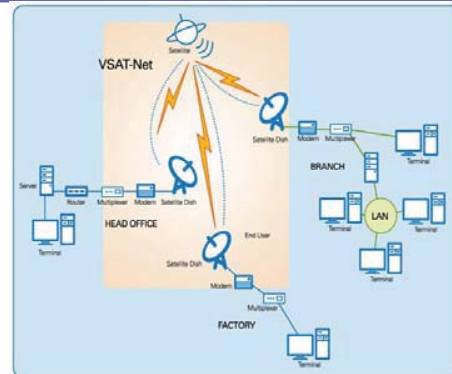 Satellite
VSAT-Net
Satellite Dish
Modem
Multiplexer
Terminal
BRANCH
Server
Router
Multiplexer
Modem
Satellite Dish
HEAD OFFICE
Terminal
LAN
Terminal
Terminal
Terminal
End User
Satellite Dish
Modem
Multiplexer
FACTORY
Terminal